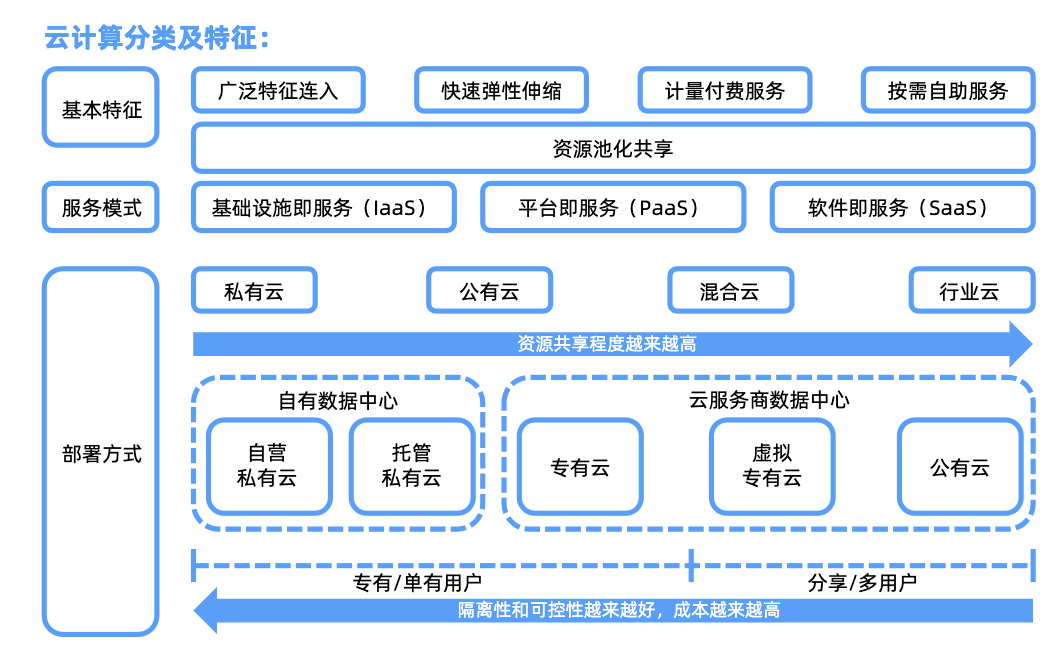 云计算分类及特征：
基本特征
广泛特征连入
快速弹性伸缩
计量付费服务
按需自助服务
资源池化共享
服务模式
基础设施即服务（IaaS）
平台即服务（PaaS）
软件即服务（SaaS）
部署方式
私有云
公有云
混合云
行业云
资源共享程度越来越高
自有数据中心
云服务商数据中心
自营
私有云
托管
私有云
专有云
虚拟
专有云
公有云
专有/单有用户
分享/多用户
隔离性和可控性越来越好，成本越来越高